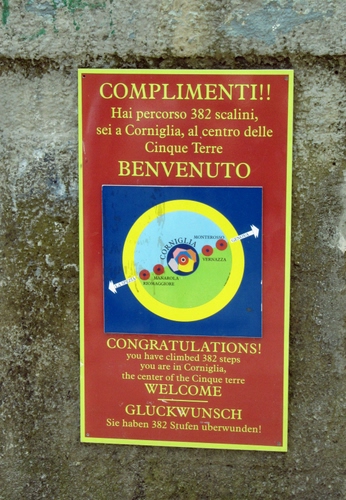 COMPLIMENTI!!
Hai percorso 382 scalini,
sei a Corniglia, al centro delle
Cinque Terre
BENVENUTO
CORNIGLIA
MONTEROSSO
VERNAZZA
MANAROLA
RIOMAGGIORE
CONGRATULATIONS!
you have climbed 382 steps
you are in Corniglia,
the center of the Cinque terre
WELCOME
GLUCKWUNSCH
Sie haben 382 Stufen uberwunden!